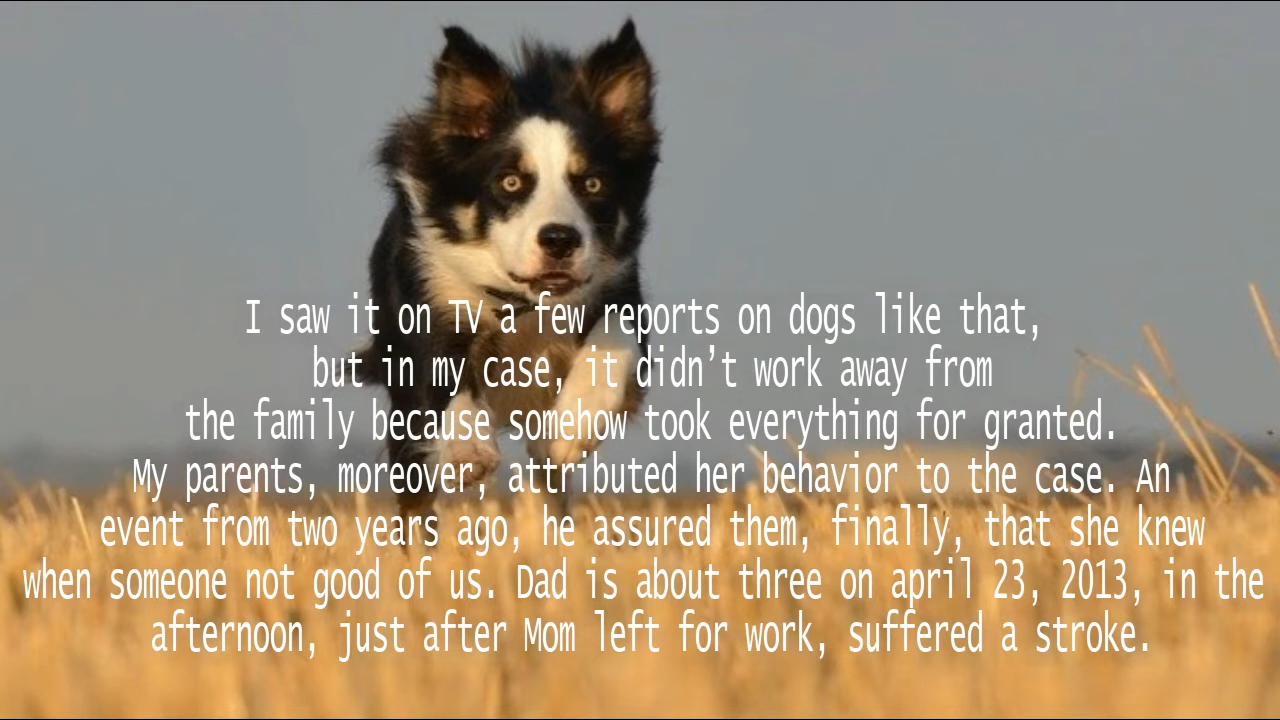 I saw it on TV a few reports on dogs like that,
but in my case, it didn’t work away from
the family because somehow took everything for granted.
My parents, moreover, attributed her behavior to the case. An
event from two years ago, he assured them, finally, that she knew
when someone not good of us. Dad is about three on april 23, 2013, in the
afternoon, just after Mom left for work, suffered a stroke.